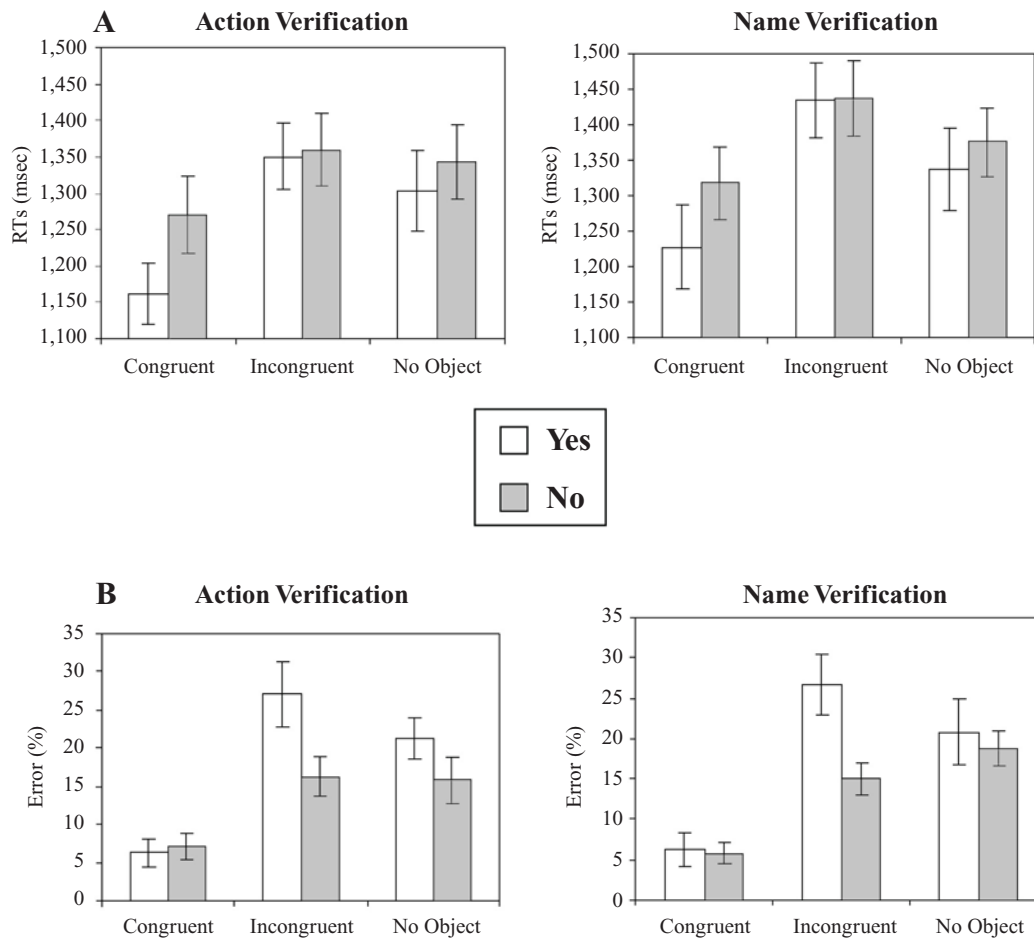 A
Action Verification
1,500
1,450
1,400
1,350
1,300
1,250
1,200
1,150
1,100
RTs (msec)
Congruent Incongruent No Object
Name Verification
1,500
1,450
1,400
1,350
1,300
1,250
1,200
1,150
1,100
RTs (msec)
Congruent Incongruent No Object
Yes
No
B
Action Verification
35
30
25
20
15
10
5
0
Error (%)
Congruent Incongruent No Object
Name Verification
35
30
25
20
15
10
5
0
Error (%)
Congruent Incongruent No Object